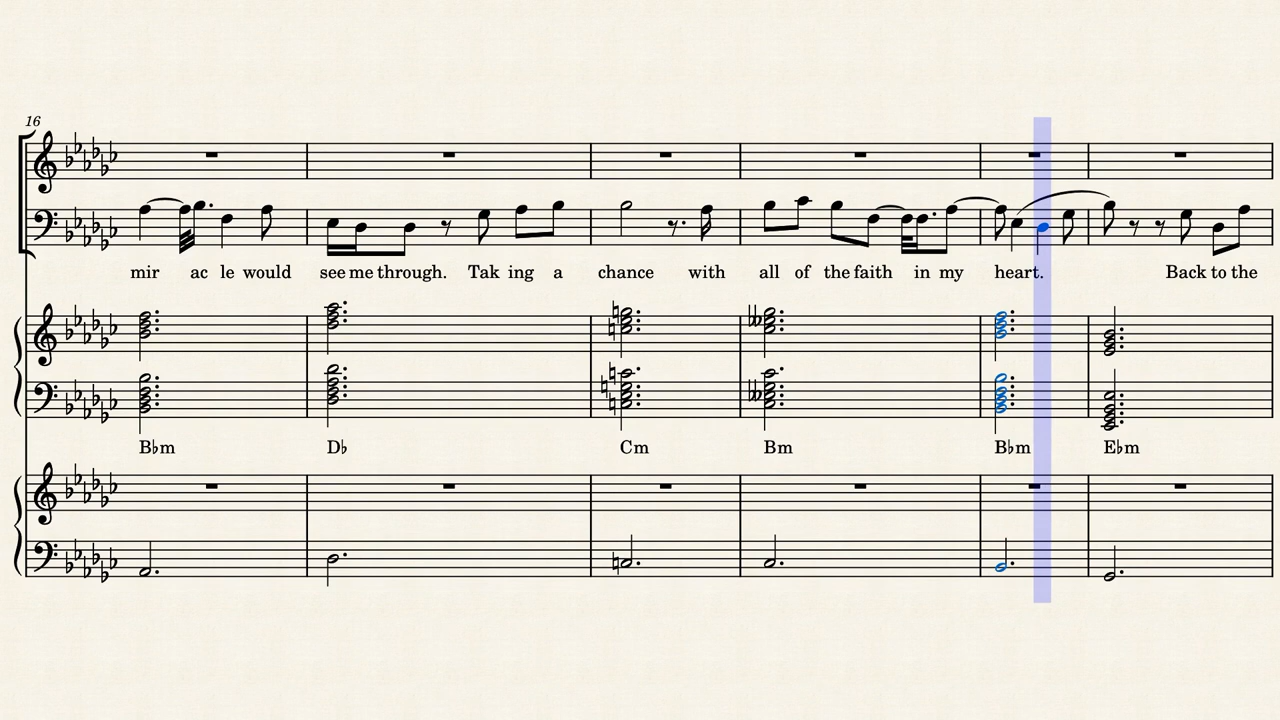 16
mir ac le would see me through. Tak ing a chance with all of the faith in my heart. Back to the
B♭m D♭ Cm Bm B♭m E♭m